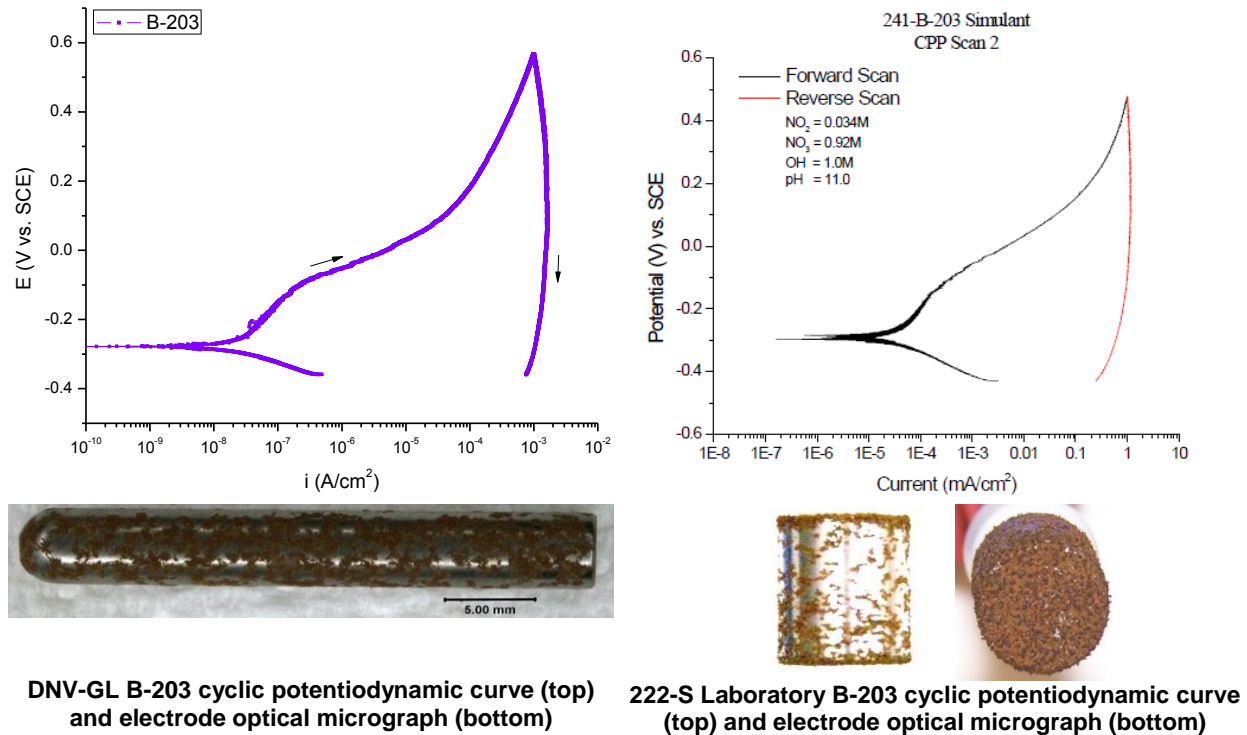 B-203
E (V vs. SCE)
0.6
0.4
0.2
0.0
-0.2
-0.4
10⁻¹⁰ 10⁻⁹ 10⁻⁸ 10⁻⁷ 10⁻⁶ 10⁻⁵ 10⁻⁴ 10⁻³ 10⁻²
i (A/cm²)
5.00 mm
DNV-GL B-203 cyclic potentiodynamic curve (top)
and electrode optical micrograph (bottom)
241-B-203 Simulant
CPP Scan 2
Forward Scan
Reverse Scan
NO₂ = 0.034M
NO₃ = 0.92M
OH = 1.0M
pH = 11.0
Potential (V) vs. SCE
0.6
0.4
0.2
0.0
-0.2
-0.4
-0.6
1E-8 1E-7 1E-6 1E-5 1E-4 1E-3 0.01 0.1 1 10
Current (mA/cm²)
222-S Laboratory B-203 cyclic potentiodynamic curve
(top) and electrode optical micrograph (bottom)